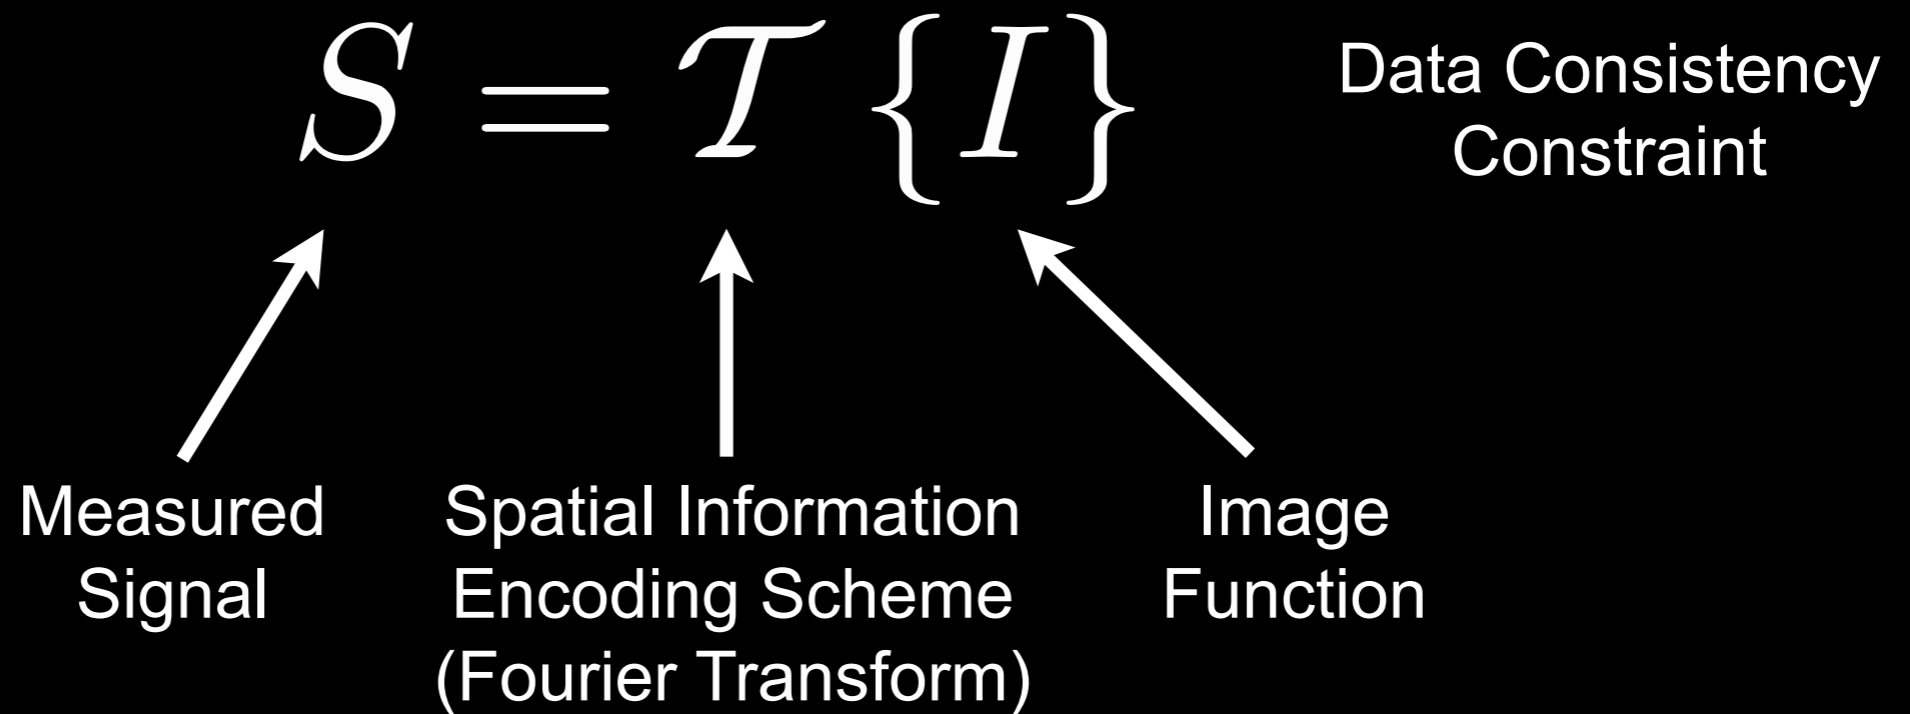 S = 𝒯 {I}
Data Consistency
Constraint
Measured
Signal
Spatial Information
Encoding Scheme
(Fourier Transform)
Image
Function